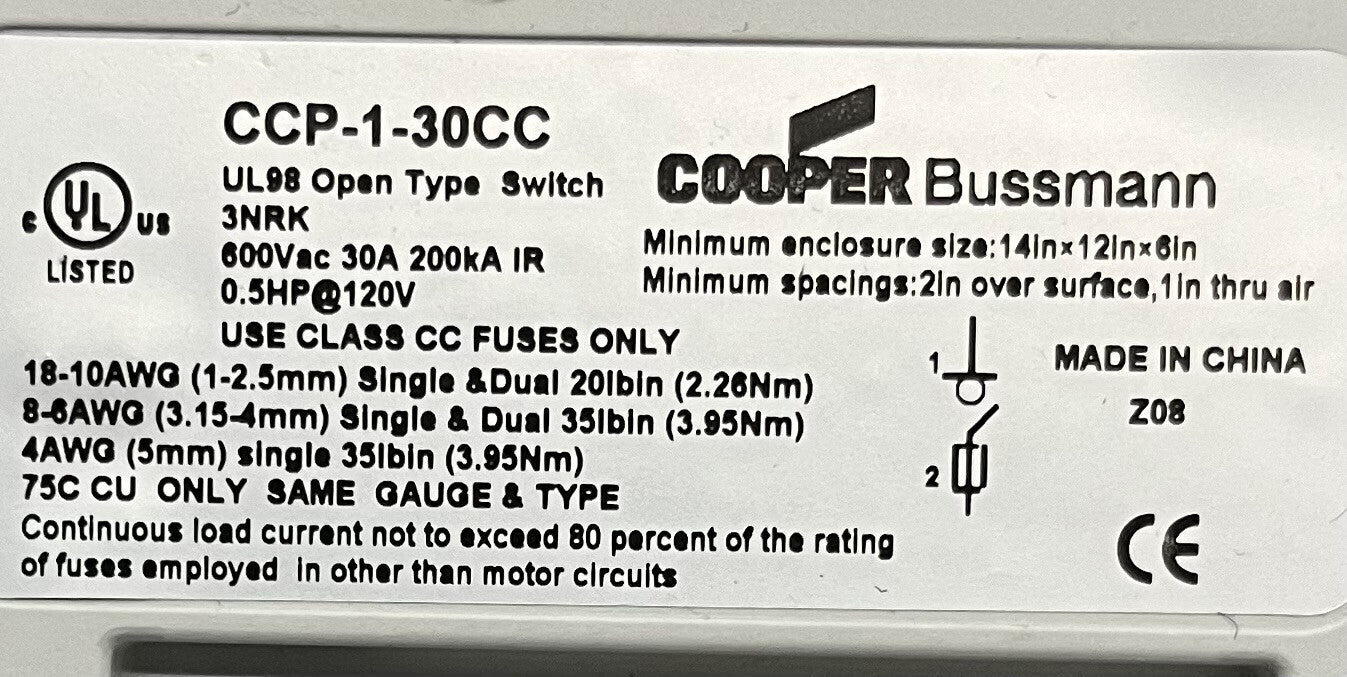 CCP-1-30CC
UL98 Open Type Switch
3NRK
600Vac 30A 200kA IR
0.5HP@120V
USE CLASS CC FUSES ONLY
c UL US
LISTED
COOPER Bussmann
Minimum enclosure size:14in×12in×6in
Minimum spacings:2in over surface,1in thru air
18-10AWG (1-2.5mm) Single &Dual 20lbin (2.26Nm)
8-6AWG (3.15-4mm) Single & Dual 35lbin (3.95Nm)
4AWG (5mm) single 35lbin (3.95Nm)
75C CU ONLY SAME GAUGE & TYPE
Continuous load current not to exceed 80 percent of the rating
of fuses employed in other than motor circuits
1
2
MADE IN CHINA
Z08
CE